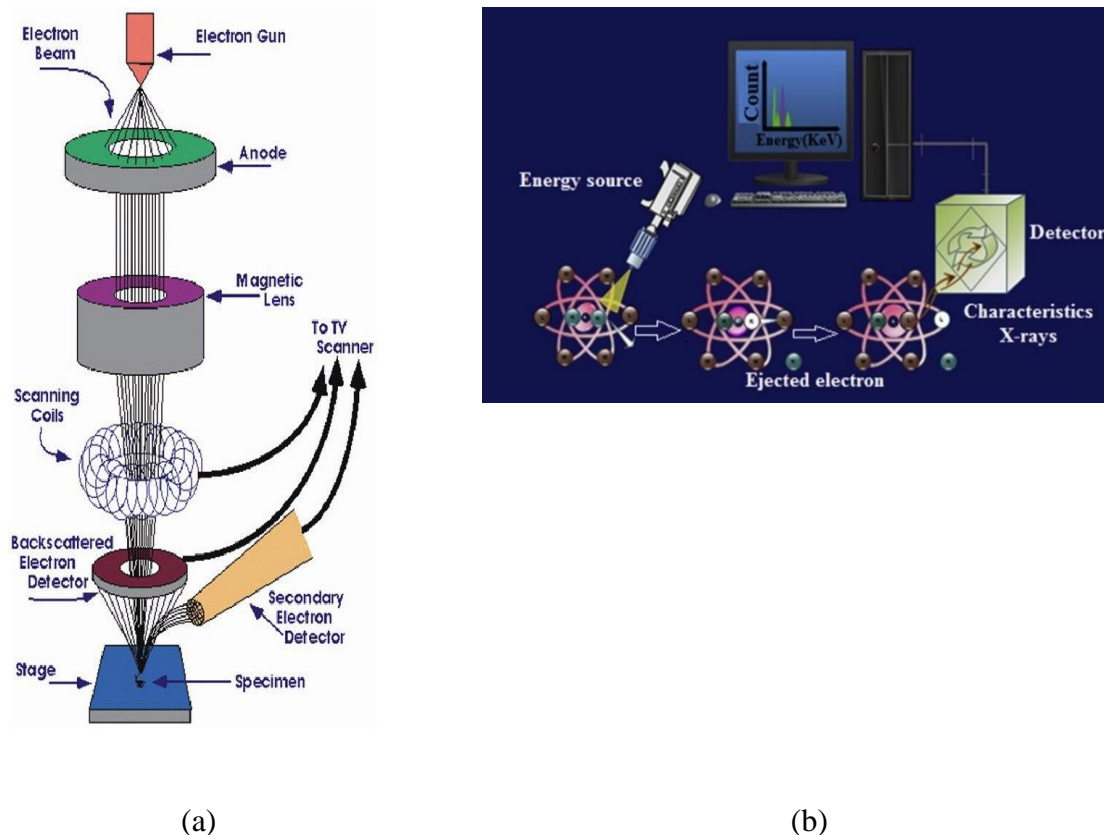 Electron
Beam
Electron Gun
Anode
Magnetic
Lens
To TV
Scanner
Scanning
Coils
Backscattered
Electron
Detector
Secondary
Electron
Detector
Stage
Specimen
(a)
Count
Energy(KeV)
Energy source
Detector
Characteristics
X-rays
Ejected electron
(b)